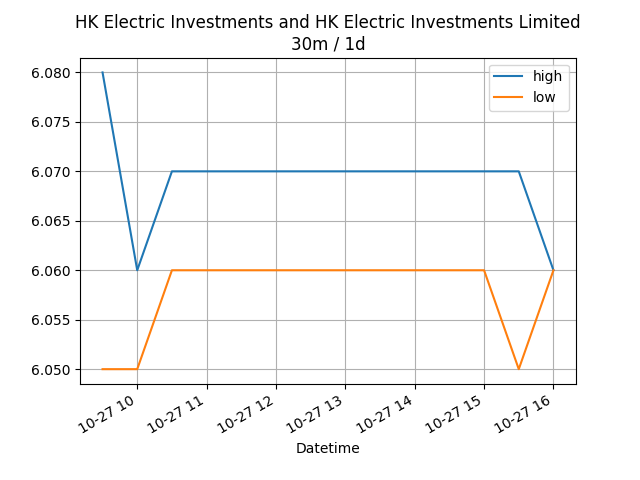 HK Electric Investments and HK Electric Investments Limited
30m / 1d
high
low
6.080
6.075
6.070
6.065
6.060
6.055
6.050
10-27 10
10-27 11
10-27 12
10-27 13
10-27 14
10-27 15
10-27 16
Datetime